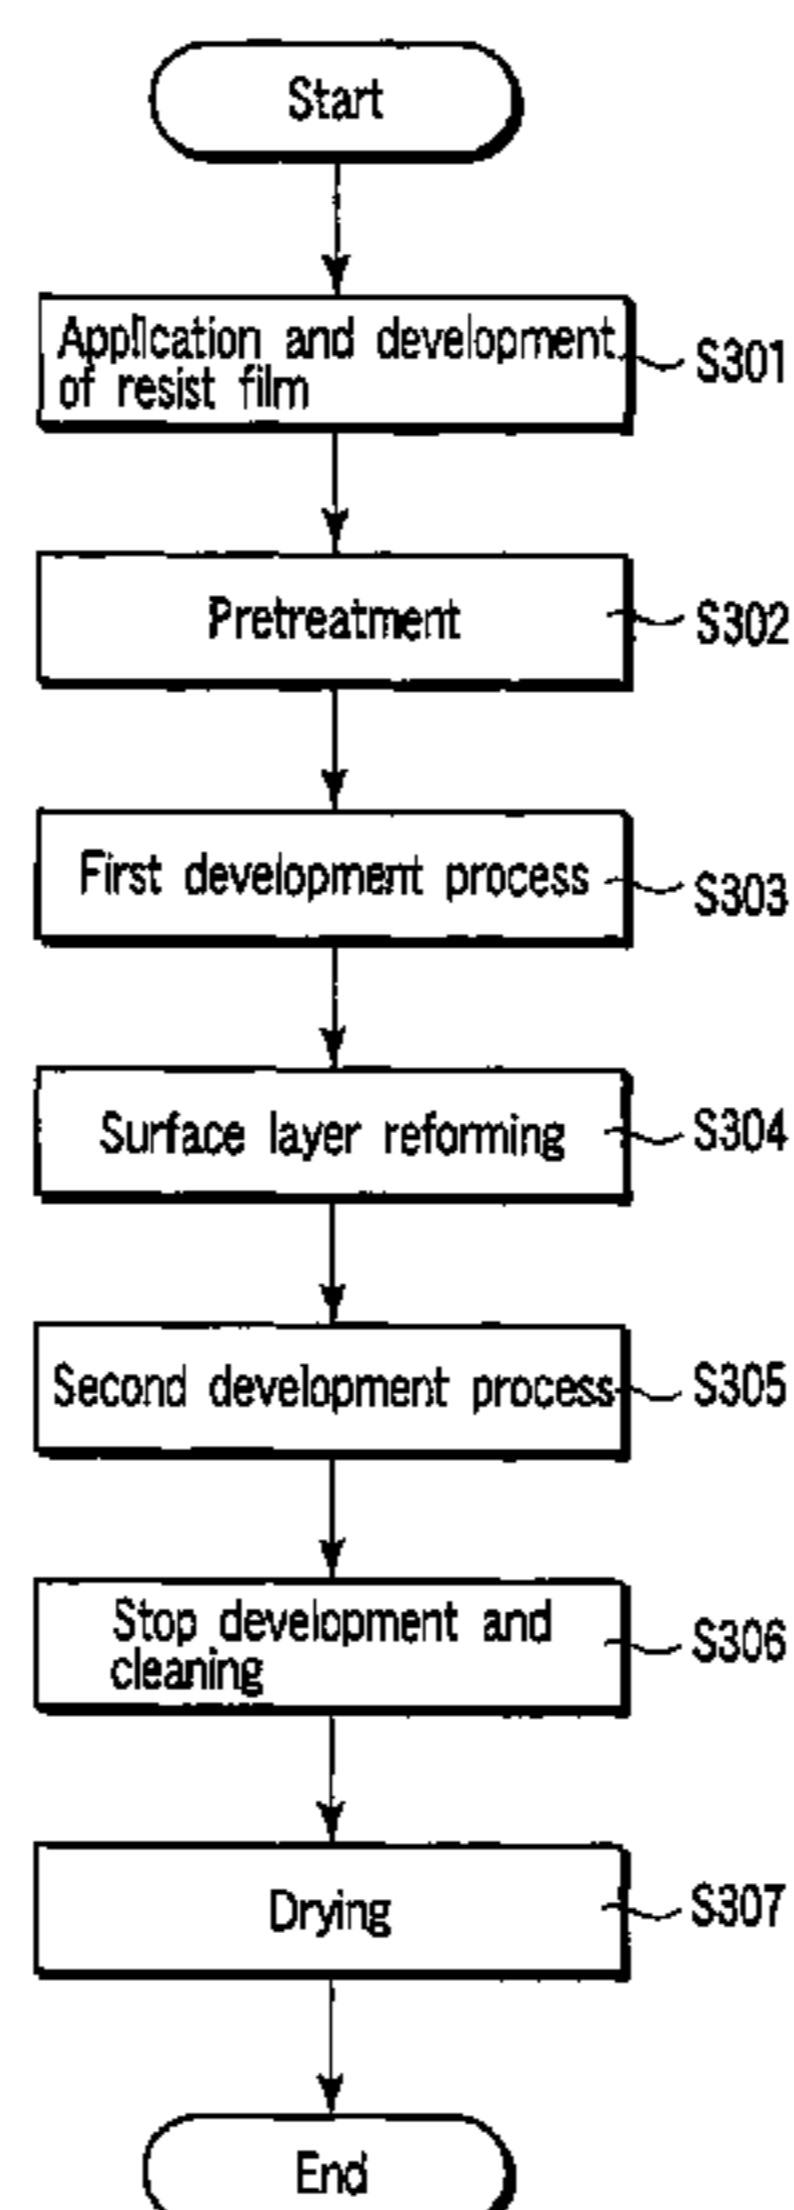 Start
Application and development
of resist film
S301
Pretreatment
S302
First development process
S303
Surface layer reforming
S304
Second development process
S305
Stop development and
cleaning
S306
Drying
S307
End